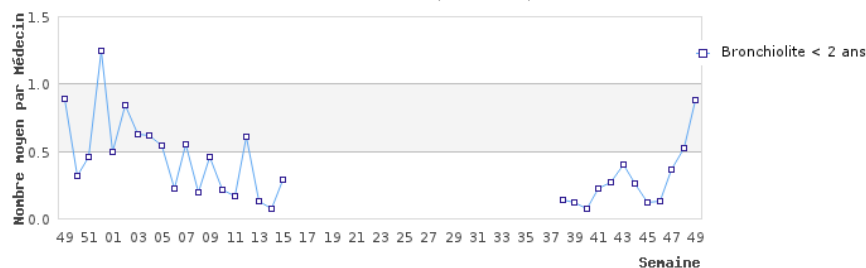 1.5
Bronchiolite < 2 ans
1.0
0.5
0.0
Nombre moyen par Médecin
49 51 01 03 05 07 09 11 13 15 17 19 21 23 25 27 29 31 33 35 37 39 41 43 45 47 49
Semaine